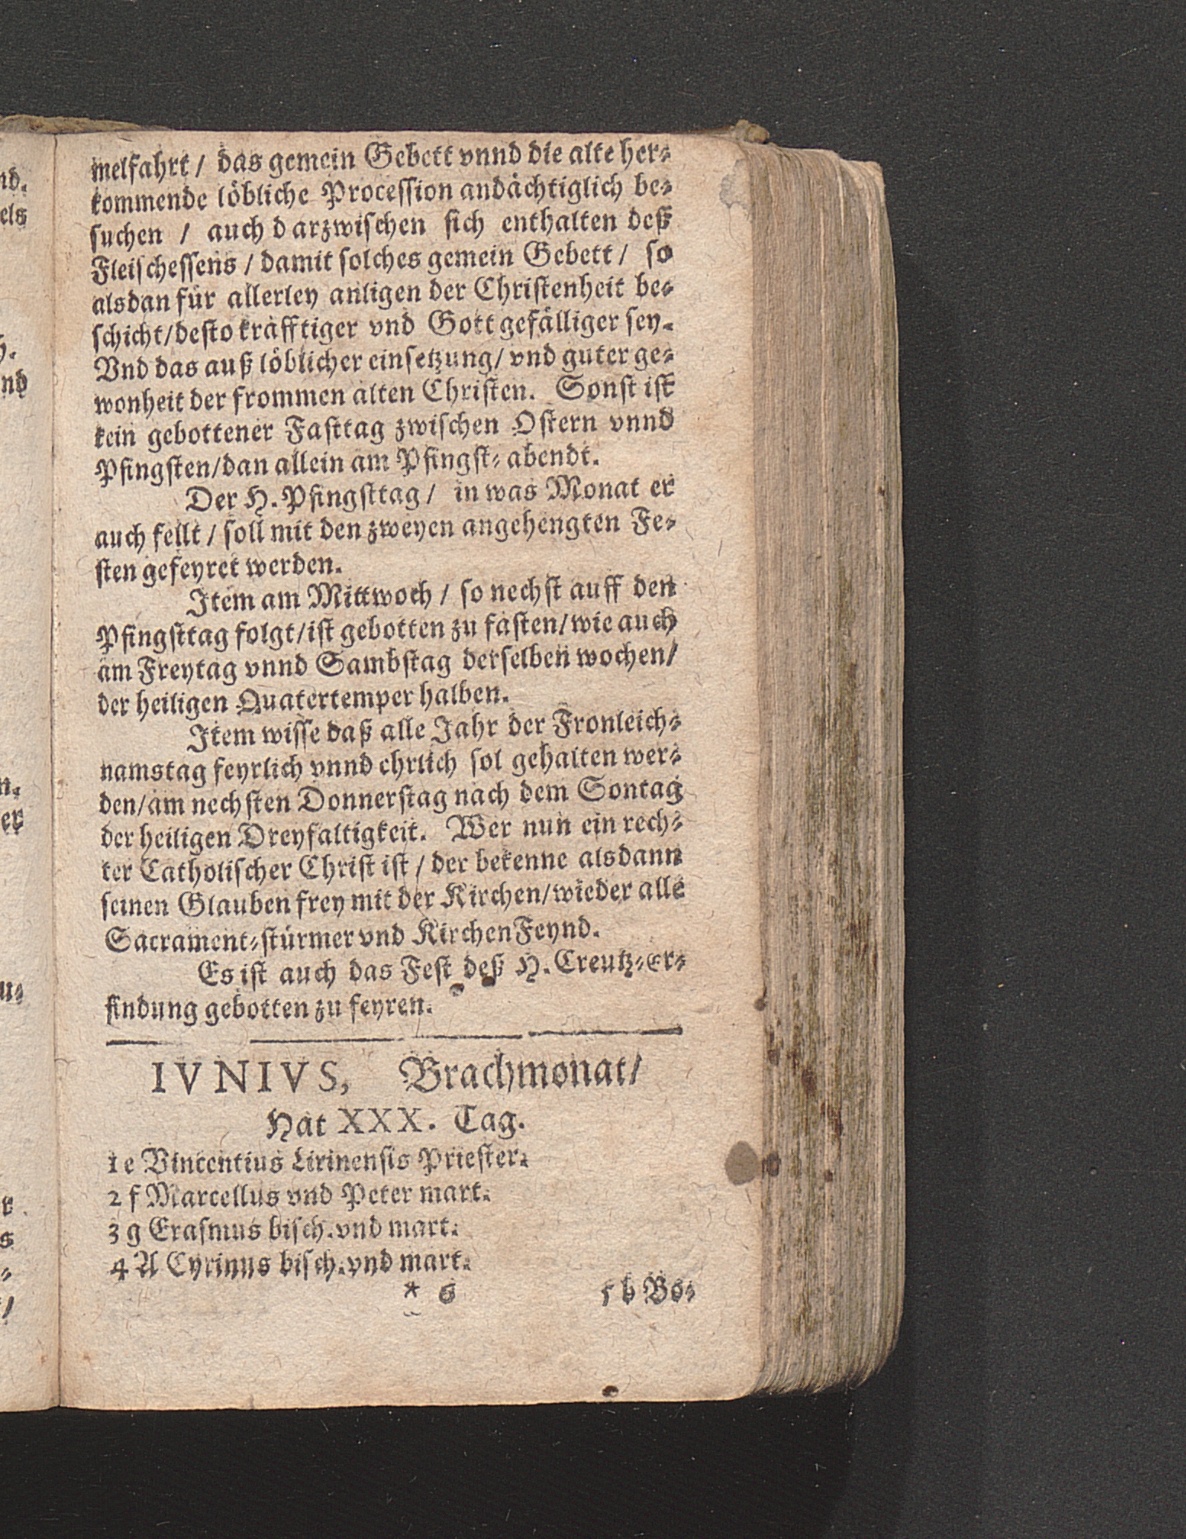 melfahrt / das gemein Gebett vnnd die alte her⸗
kommende löbliche Procession andächtiglich be⸗
suchen / auch darzwischen sich enthalten deß
Fleischessens / damit solches gemein Gebett / so
alsdan für allerley anligen der Christenheit be⸗
schicht/desto kräfftiger vnd Gott gefälliger sey.
Vnd das auß löblicher einsetzung/ vnd guter ge⸗
wonheit der frommen alten Christen. Sonst ist
kein gebottener Fasttag zwischen Ostern vnnd
Pfingsten/dan allein am Pfingst⸗abendt.
Der H. Pfingsttag / in was Monat er
auch fellt / soll mit den zweyen angehengten Fe⸗
sten gefeyret werden.
Item am Mittwoch / so nechst auff den
Pfingsttag folgt/ist gebotten zu fasten/wie auch
am Freytag vnnd Sambstag derselben wochen/
der heiligen Quatertemper halben.
Item wisse daß alle Jahr der Fronleich⸗
namstag feyrlich vnnd ehrlich sol gehalten wer⸗
den/am nechsten Donnerstag nach dem Sontag
der heiligen Dreyfaltigkeit. Wer nun ein rech⸗
ter Catholischer Christ ist / der bekenne alsdann
seinen Glauben frey mit der Kirchen/wieder alle
Sacrament⸗stürmer vnd KirchenFeynd.
Es ist auch das Fest deß H. Creutz⸗er⸗
findung gebotten zu feyren.
IVNIVS, Brachmonat/
Hat XXX. Tag.
1 e Vincentius Lirinensis Priester.
2 f Marcellus vnd Peter mart.
3 g Erasmus bisch. vnd mart.
4 A Cyrinus bisch. vnd mart.
* 6 5 b Bo⸗